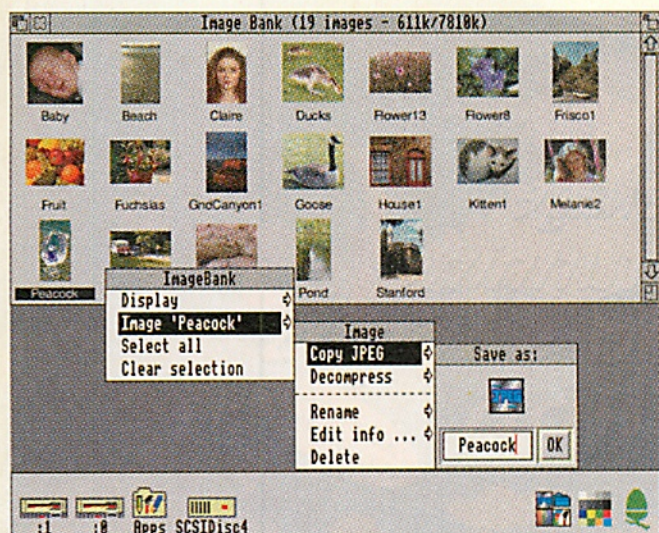 Image Bank (19 images - 611k/7810k)
Baby
Beach
Claire
Ducks
Flower13
Flower8
Frisco1
Fruit
Fuchsias
GndCanyon1
Goose
House1
Kitten1
Melanie2
Peacock
Pond
Stanford
ImageBank
Display
Image 'Peacock'
Select all
Clear selection
Image
Copy JPEG
Decompress
Rename
Edit info ...
Delete
Save as:
JPEG
Peacock
OK
:1
:0
Apps
SCSIDisc4